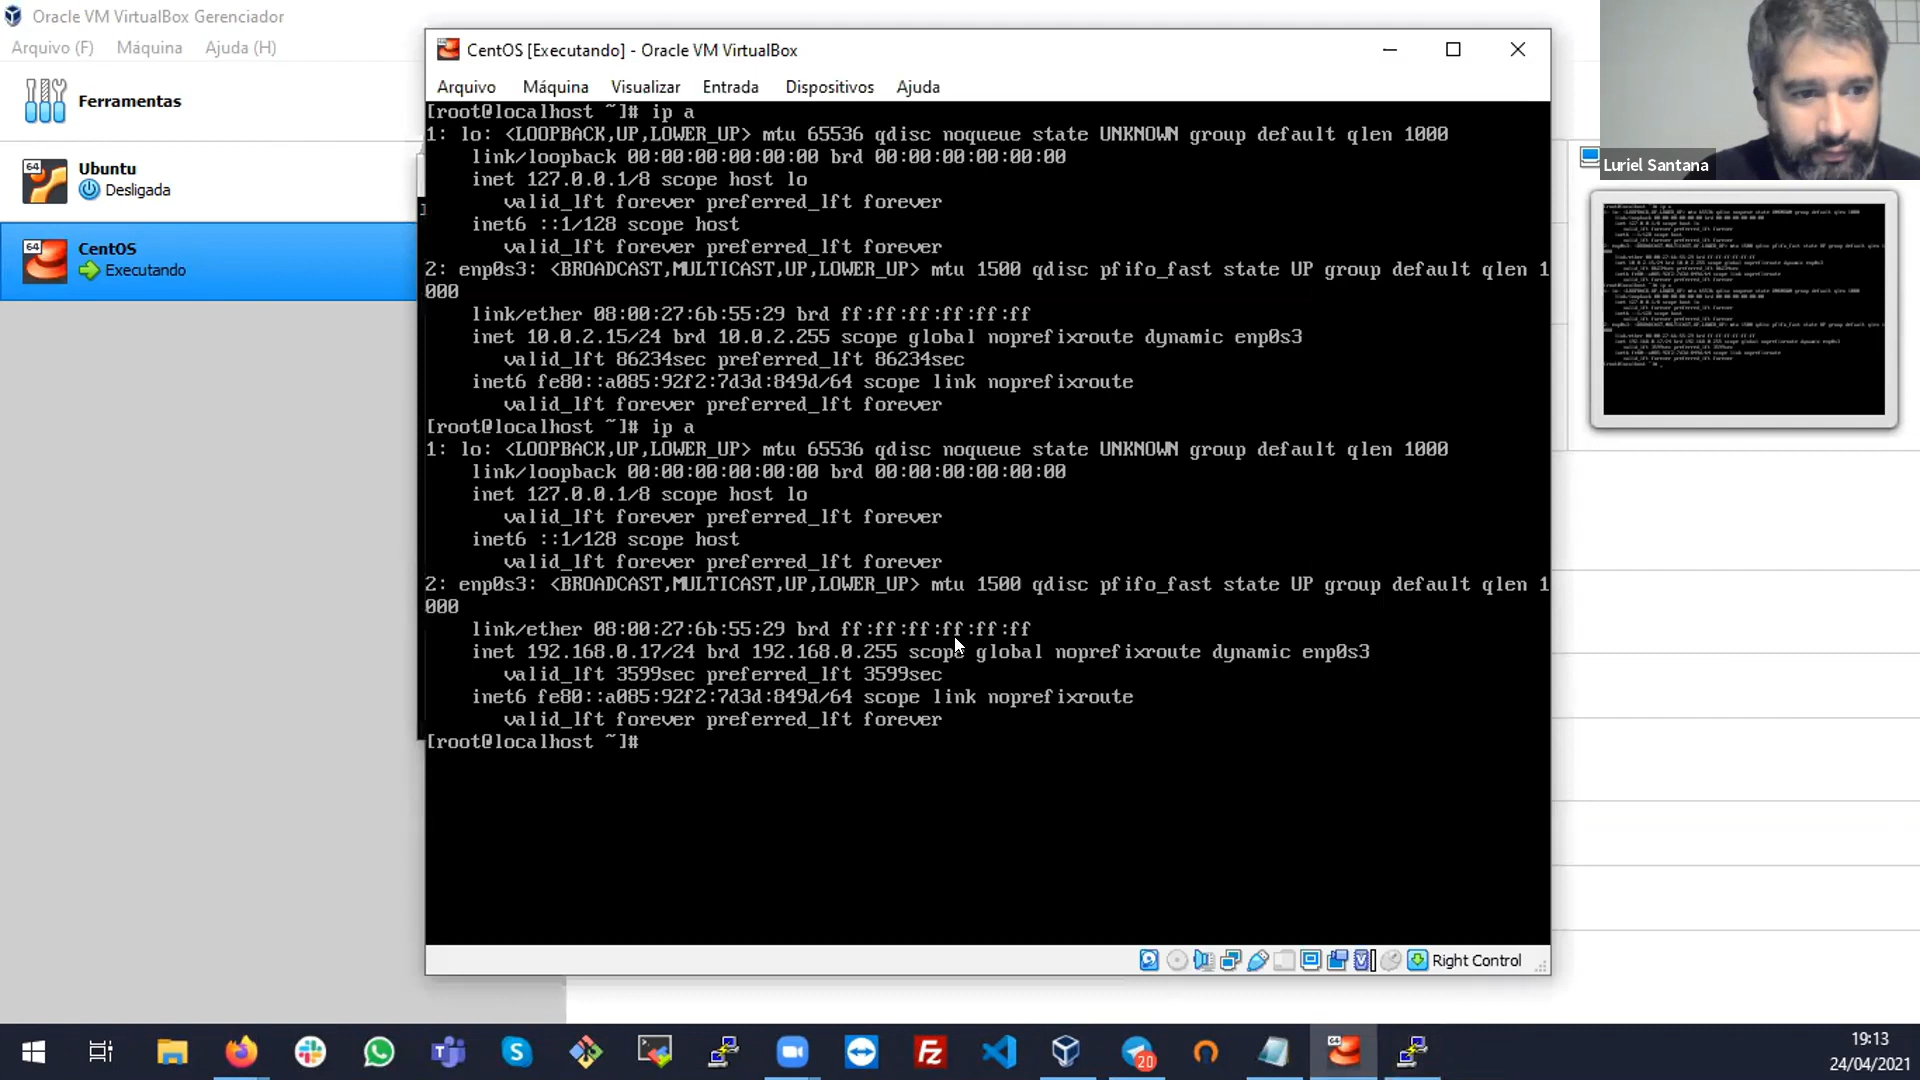 Oracle VM VirtualBox Gerenciador
Arquivo (F) Máquina Ajuda (H)
Ferramentas
64
Ubuntu
Desligada
64
CentOS
Executando
CentOS [Executando] - Oracle VM VirtualBox
Arquivo Máquina Visualizar Entrada Dispositivos Ajuda
[root@localhost ~]# ip a
1: lo: <LOOPBACK,UP,LOWER_UP> mtu 65536 qdisc noqueue state UNKNOWN group default qlen 1000
link/loopback 00:00:00:00:00:00 brd 00:00:00:00:00:00
inet 127.0.0.1/8 scope host lo
valid_lft forever preferred_lft forever
inet6 ::1/128 scope host
valid_lft forever preferred_lft forever
2: enp0s3: <BROADCAST,MULTICAST,UP,LOWER_UP> mtu 1500 qdisc pfifo_fast state UP group default qlen 1
000
link/ether 08:00:27:6b:55:29 brd ff:ff:ff:ff:ff:ff
inet 10.0.2.15/24 brd 10.0.2.255 scope global noprefixroute dynamic enp0s3
valid_lft 86234sec preferred_lft 86234sec
inet6 fe80::a085:92f2:7d3d:849d/64 scope link noprefixroute
valid_lft forever preferred_lft forever
[root@localhost ~]# ip a
1: lo: <LOOPBACK,UP,LOWER_UP> mtu 65536 qdisc noqueue state UNKNOWN group default qlen 1000
link/loopback 00:00:00:00:00:00 brd 00:00:00:00:00:00
inet 127.0.0.1/8 scope host lo
valid_lft forever preferred_lft forever
inet6 ::1/128 scope host
valid_lft forever preferred_lft forever
2: enp0s3: <BROADCAST,MULTICAST,UP,LOWER_UP> mtu 1500 qdisc pfifo_fast state UP group default qlen 1
000
link/ether 08:00:27:6b:55:29 brd ff:ff:ff:ff:ff:ff
inet 192.168.0.17/24 brd 192.168.0.255 scope global noprefixroute dynamic enp0s3
valid_lft 3599sec preferred_lft 3599sec
inet6 fe80::a085:92f2:7d3d:849d/64 scope link noprefixroute
valid_lft forever preferred_lft forever
[root@localhost ~]#
Right Control
Luriel Santana
20
19:13
24/04/2021